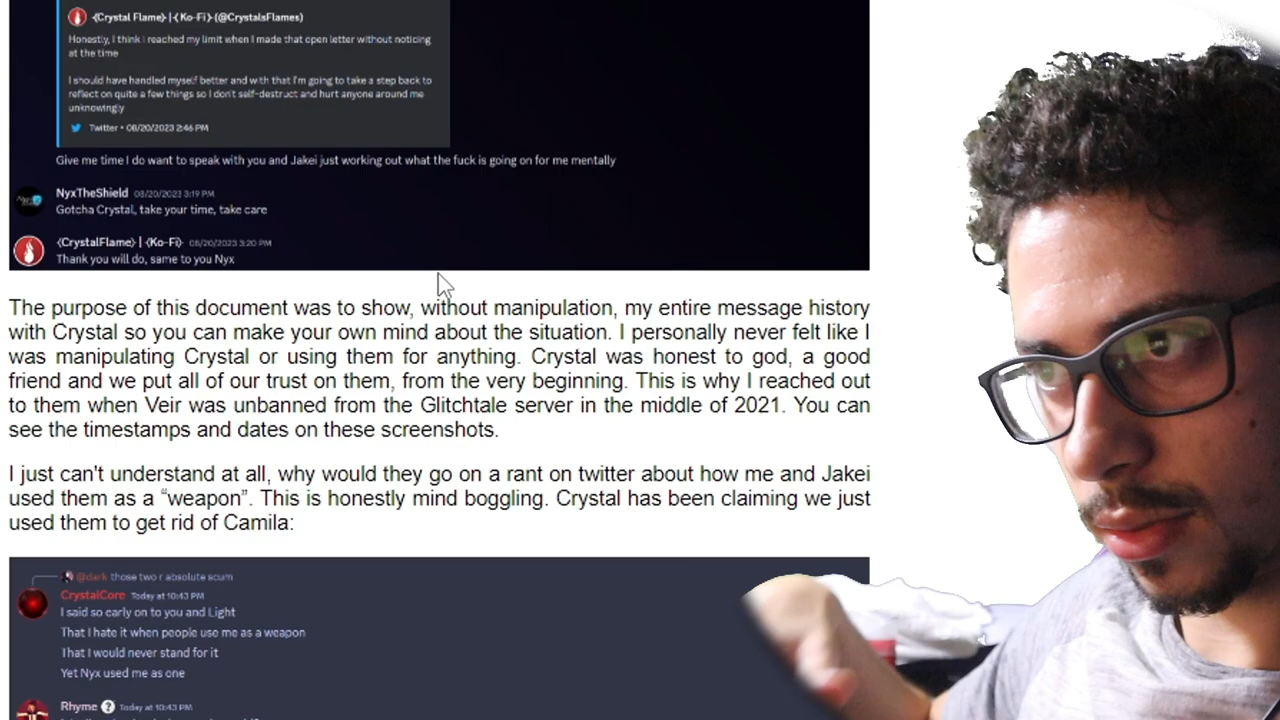 -{Crystal Flame}-|-{Ko-Fi}- (@CrystalsFlames)
Honestly, I think i reached my limit when I made that open letter without noticing
at the time
I should have handled myself better and with that I'm going to take a step back to
reflect on quite a few things so I don't self-destruct and hurt anyone around me
unknowingly
Twitter • 08/20/2023 2:46 PM
Give me time I do want to speak with you and Jakei just working out what the fuck is going on for me mentally
NyxTheShield 08/20/2023 3:19 PM
Gotcha Crystal, take your time, take care
-{CrystalFlame}-|-{Ko-Fi}- 08/20/2023 3:20 PM
Thank you will do, same to you Nyx
The purpose of this document was to show, without manipulation, my entire message history
with Crystal so you can make your own mind about the situation. I personally never felt like I
was manipulating Crystal or using them for anything. Crystal was honest to god, a good
friend and we put all of our trust on them, from the very beginning. This is why I reached out
to them when Veir was unbanned from the Glitchtale server in the middle of 2021. You can
see the timestamps and dates on these screenshots.
I just can't understand at all, why would they go on a rant on twitter about how me and Jakei
used them as a “weapon”. This is honestly mind boggling. Crystal has been claiming we just
used them to get rid of Camila:
@dark those two r absolute scum
CrystalCore Today at 10:43 PM
I said so early on to you and Light
That I hate it when people use me as a weapon
That I would never stand for it
Yet Nyx used me as one
Rhyme Today at 10:43 PM